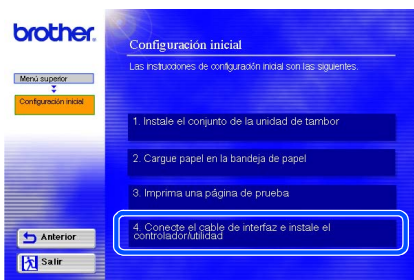 brother.
Configuración inicial
Las instrucciones de configuración inicial son las siguientes.
Menú superior
Configuración inicial
1. Instale el conjunto de la unidad de tambor
2. Cargue papel en la bandeja de papel
3. Imprima una página de prueba
4. Conecte el cable de interfaz e instale el
controlador/utilidad
Anterior
Salir